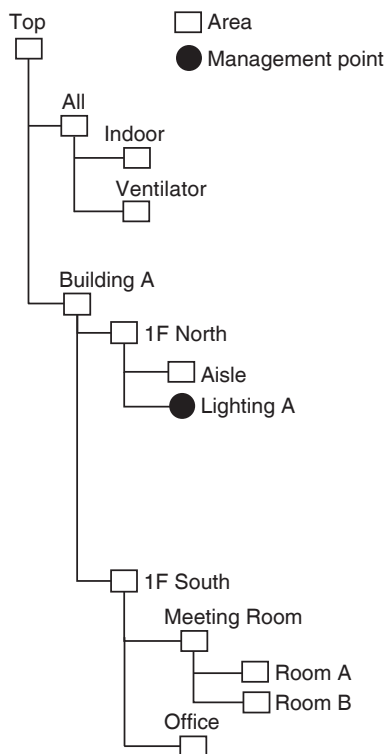 Top
Area
Management point
All
Indoor
Ventilator
Building A
1F North
Aisle
Lighting A
1F South
Meeting Room
Room A
Room B
Office